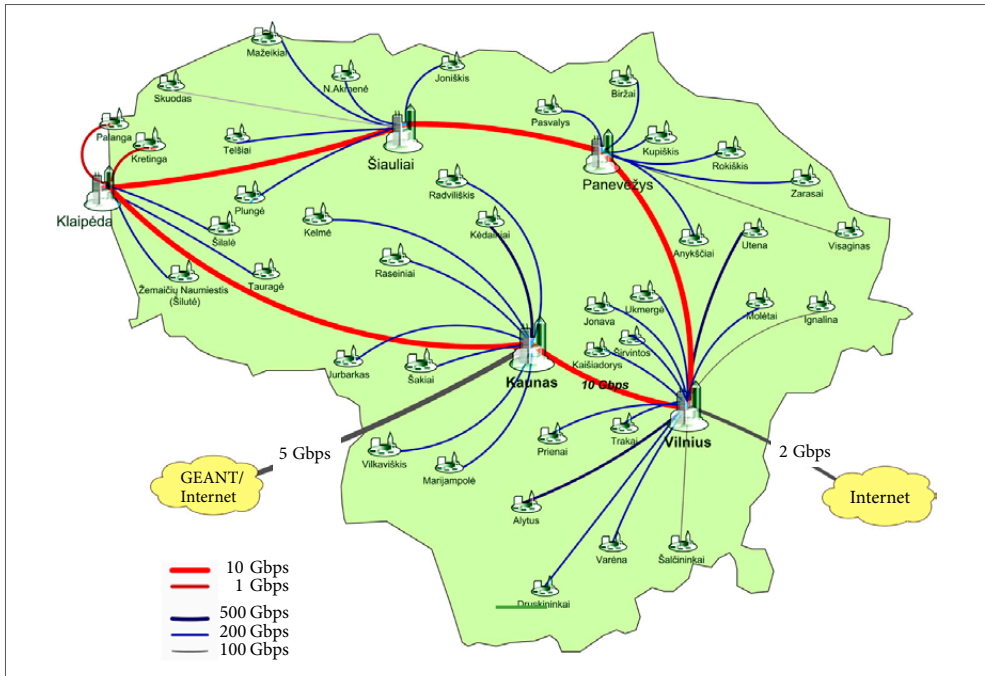 Mažeikiai
N.Akmenė
Joniškis
Skuodas
Biržai
Pasvalys
Palanga
Kretinga
Telšiai
Šiauliai
Kupiškis
Rokiškis
Panevėžys
Zarasai
Radviliškis
Klaipėda
Plungė
Šilalė
Kelmė
Kėdainiai
Anykščiai
Utena
Visaginas
Raseiniai
Tauragė
Žemaičių Naumiestis
(Šilutė)
Ukmergė
Jonava
Molėtai
Ignalina
Širvintos
Kaišiadorys
Jurbarkas
Šakiai
Kaunas
10 Gbps
Vilnius
Trakai
Prienai
5 Gbps
2 Gbps
Vilkaviškis
Marijampolė
GEANT/
Internet
Internet
Alytus
Varėna
Šalčininkai
Druskininkai
10 Gbps
1 Gbps
500 Gbps
200 Gbps
100 Gbps